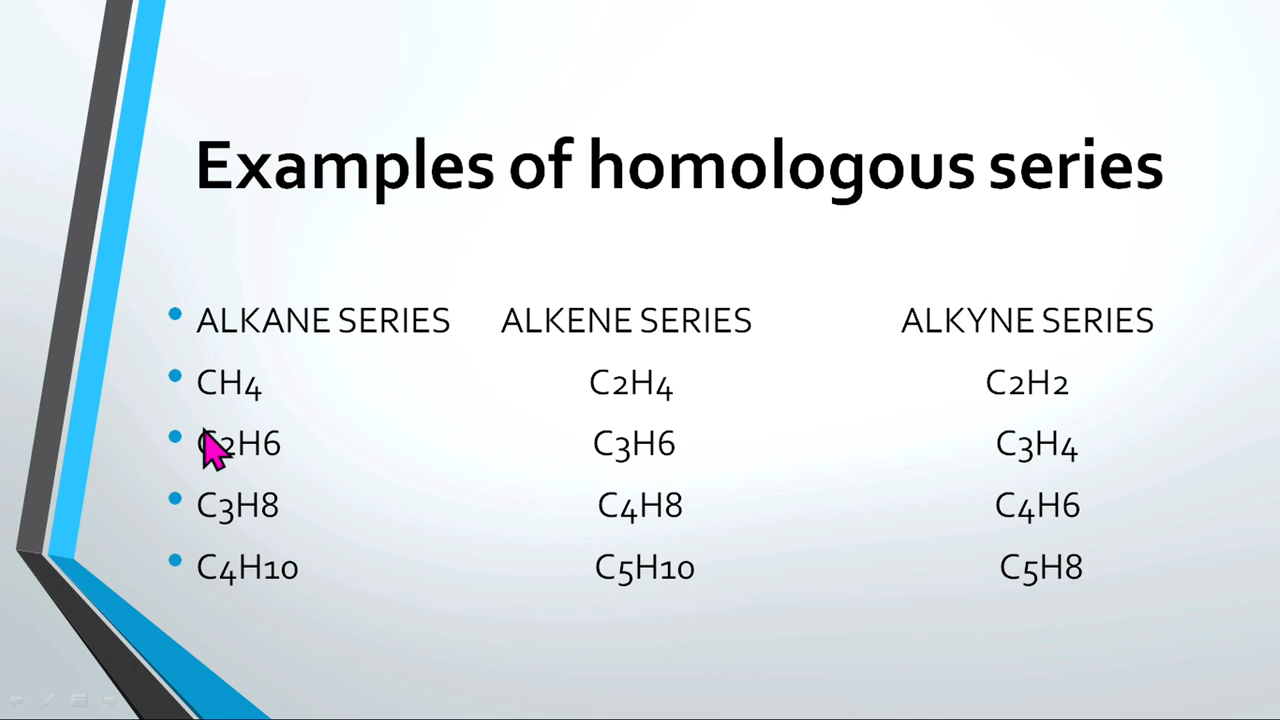 Examples of homologous series
• ALKANE SERIES ALKENE SERIES ALKYNE SERIES
• CH4 C2H4 C2H2
• C2H6 C3H6 C3H4
• C3H8 C4H8 C4H6
• C4H10 C5H10 C5H8